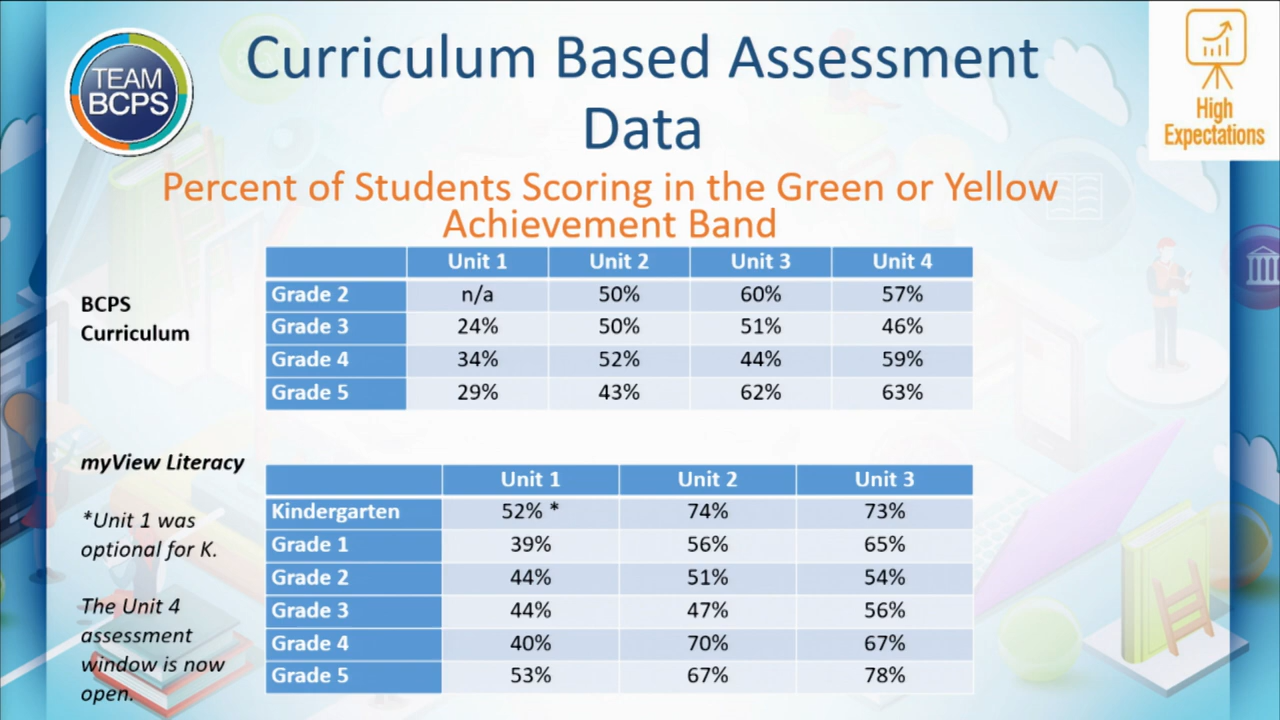 TEAM
BCPS
Curriculum Based Assessment
Data
High
Expectations
Percent of Students Scoring in the Green or Yellow
Achievement Band
BCPS
Curriculum
Unit 1 Unit 2 Unit 3 Unit 4
Grade 2 n/a 50% 60% 57%
Grade 3 24% 50% 51% 46%
Grade 4 34% 52% 44% 59%
Grade 5 29% 43% 62% 63%
myView Literacy
*Unit 1 was
optional for K.
The Unit 4
assessment
window is now
open.
Unit 1 Unit 2 Unit 3
Kindergarten 52% * 74% 73%
Grade 1 39% 56% 65%
Grade 2 44% 51% 54%
Grade 3 44% 47% 56%
Grade 4 40% 70% 67%
Grade 5 53% 67% 78%